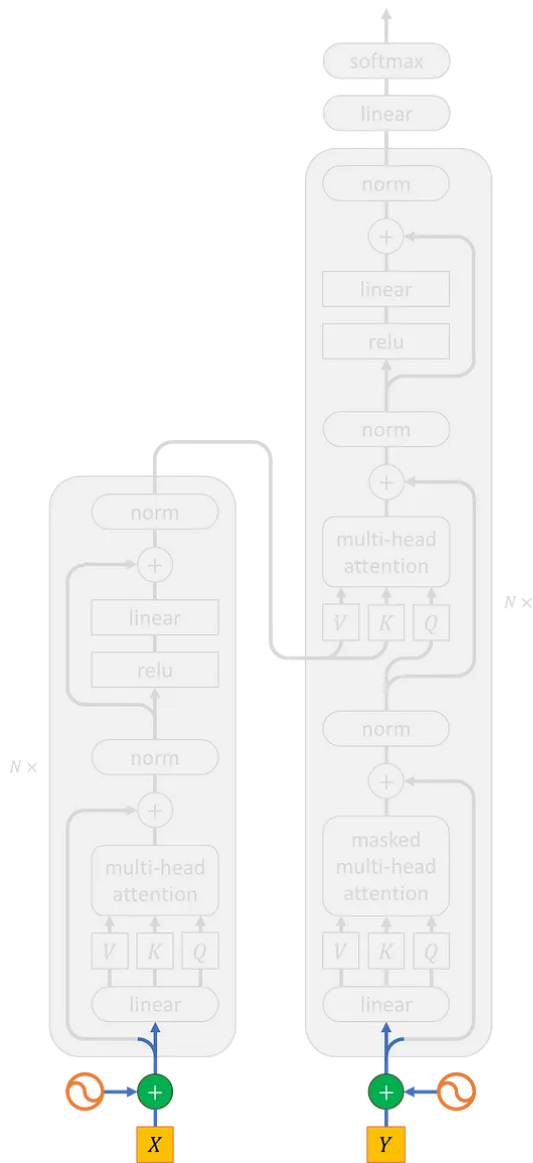 softmax
linear
norm
+
linear
relu
norm
+
multi-head
attention
V K Q
norm
+
masked
multi-head
attention
V K Q
linear
+
Y
N ×
norm
+
linear
relu
norm
+
multi-head
attention
V K Q
linear
+
X
N ×